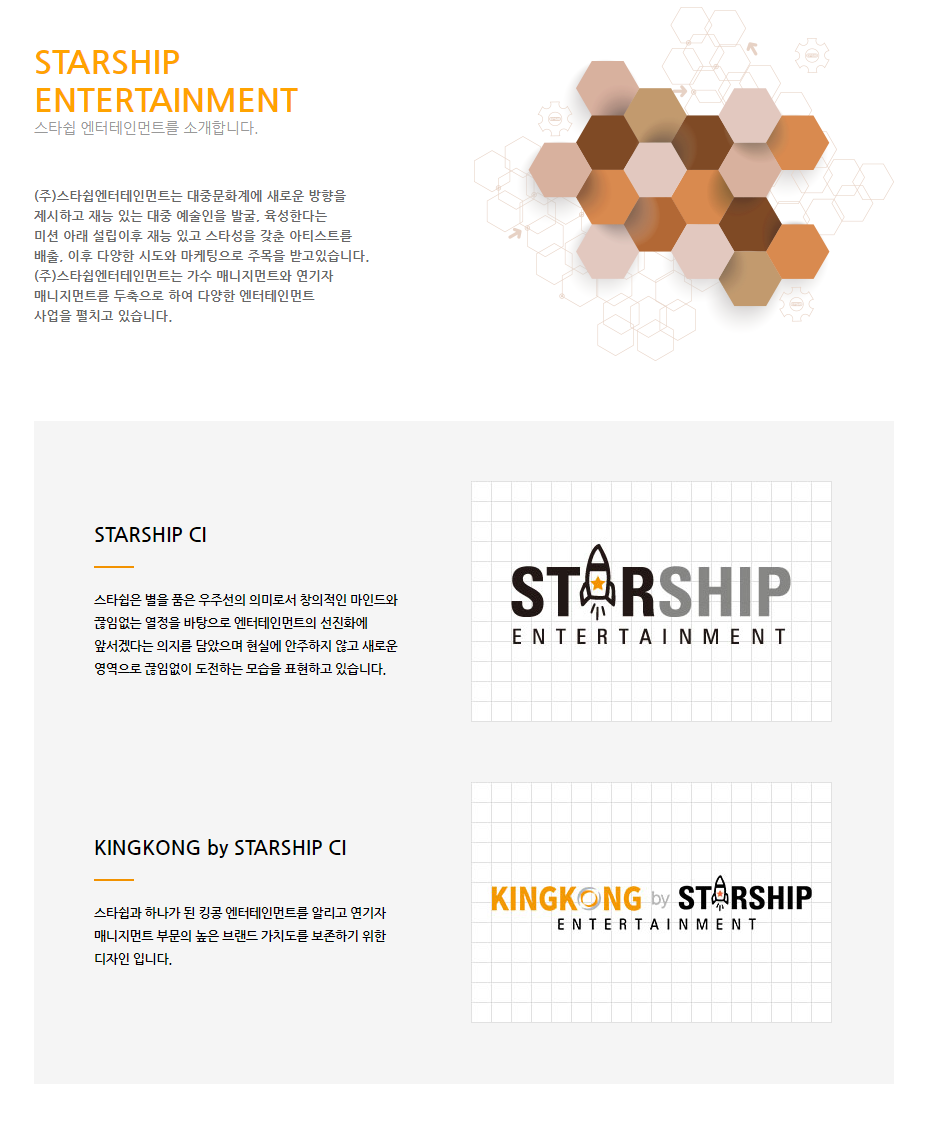 STARSHIP
ENTERTAINMENT
스타쉽 엔터테인먼트를 소개합니다.
(주)스타쉽엔터테인먼트는 대중문화계에 새로운 방향을
제시하고 재능 있는 대중 예술인을 발굴, 육성한다는
미션 아래 설립이후 재능 있고 스타성을 갖춘 아티스트를
배출, 이후 다양한 시도와 마케팅으로 주목을 받고있습니다.
(주)스타쉽엔터테인먼트는 가수 매니지먼트와 연기자
매니지먼트를 두축으로 하여 다양한 엔터테인먼트
사업을 펼치고 있습니다.
STARSHIP CI
스타쉽은 별을 품은 우주선의 의미로서 창의적인 마인드와
끊임없는 열정을 바탕으로 엔터테인먼트의 선진화에
앞서겠다는 의지를 담았으며 현실에 안주하지 않고 새로운
영역으로 끊임없이 도전하는 모습을 표현하고 있습니다.
STARSHIP
ENTERTAINMENT
KINGKONG by STARSHIP CI
스타쉽과 하나가 된 킹콩 엔터테인먼트를 알리고 연기자
매니지먼트 부문의 높은 브랜드 가치도를 보존하기 위한
디자인 입니다.
KINGKONG by STARSHIP
ENTERTAINMENT